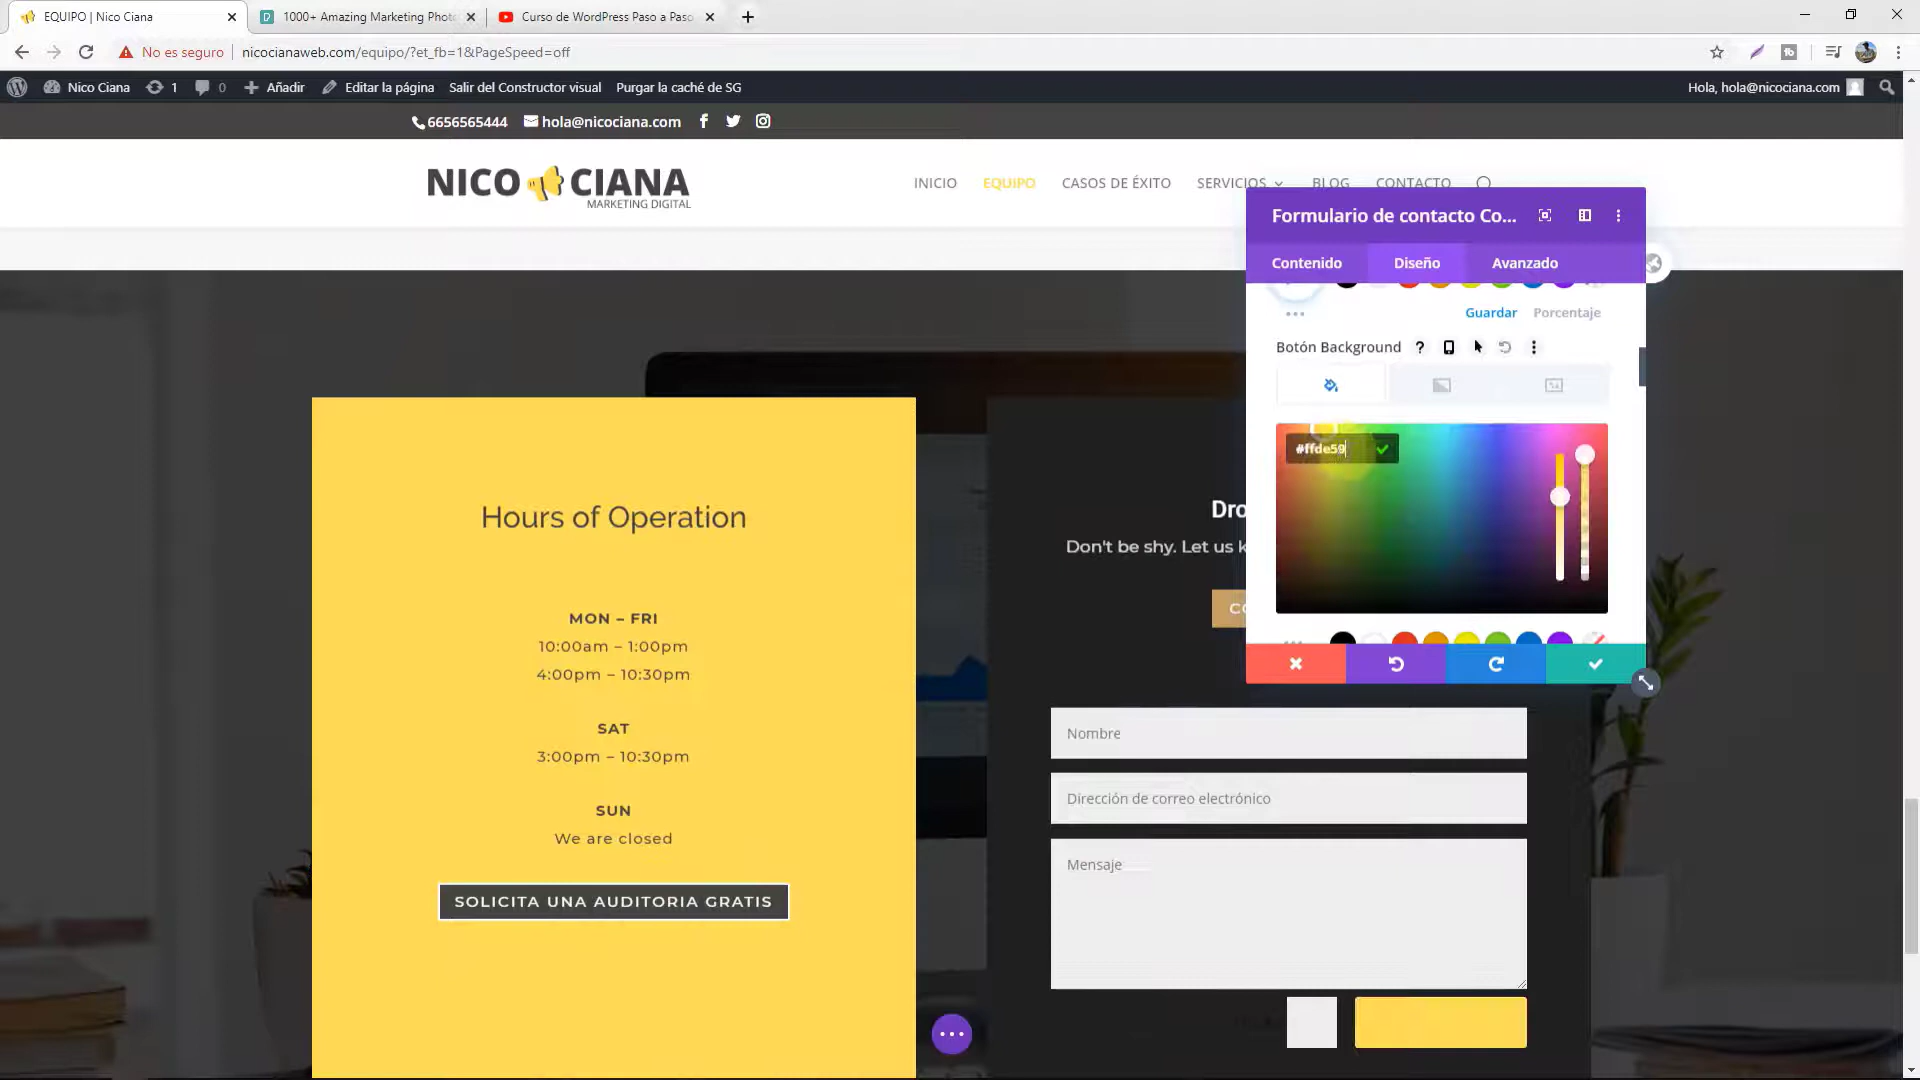 EQUIPO | Nico Ciana
1000+ Amazing Marketing Photo
Curso de WordPress Paso a Paso
No es seguro
nicocianaweb.com/equipo/?et_fb=1&PageSpeed=off
Nico Ciana
1
0
Añadir
Editar la página
Salir del Constructor visual
Purgar la caché de SG
Hola, hola@nicociana.com
6656565444
hola@nicociana.com
NICO CIANA
MARKETING DIGITAL
INICIO
EQUIPO
CASOS DE ÉXITO
SERVICIOS
BLOG
CONTACTO
Formulario de contacto Co...
Contenido
Diseño
Avanzado
Guardar
Porcentaje
Botón Background
#ffde59
Hours of Operation
MON – FRI
10:00am – 1:00pm
4:00pm – 10:30pm
SAT
3:00pm – 10:30pm
SUN
We are closed
SOLICITA UNA AUDITORIA GRATIS
Dro
Don't be shy. Let us k
CO
Nombre
Dirección de correo electrónico
Mensaje